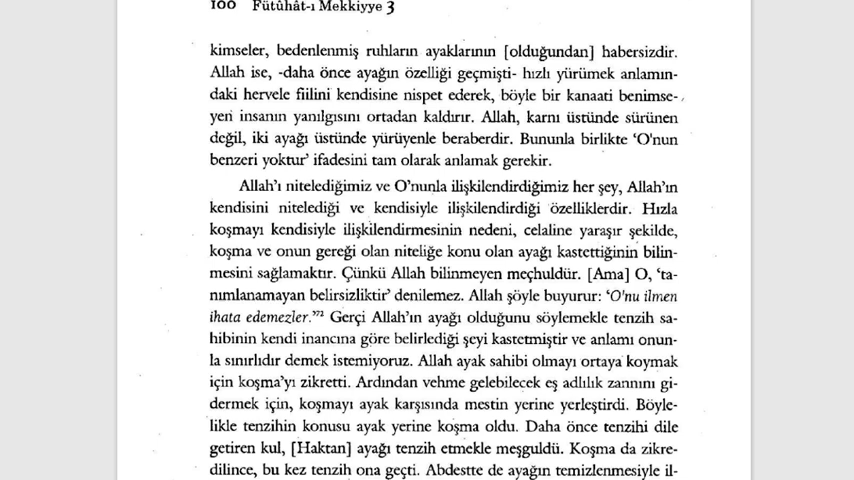 100 Fütûhât-ı Mekkiyye 3
kimseler, bedenlenmiş ruhların ayaklarının [olduğundan] habersizdir.
Allah ise, -daha önce ayağın özelliği geçmişti- hızlı yürümek anlamın-
daki hervele fiilini kendisine nispet ederek, böyle bir kanaati benimse-
yen insanın yanılgısını ortadan kaldırır. Allah, karnı üstünde sürünen
değil, iki ayağı üstünde yürüyenle beraberdir. Bununla birlikte ‘O'nun
benzeri yoktur’ ifadesini tam olarak anlamak gerekir.
Allah’ı nitelediğimiz ve O’nunla ilişkilendirdiğimiz her şey, Allah’ın
kendisini nitelediği ve kendisiyle ilişkilendirdiği özelliklerdir. Hızla
koşmayı kendisiyle ilişkilendirmesinin nedeni, celaline yaraşır şekilde,
koşma ve onun gereği olan niteliğe konu olan ayağı kastettiğinin bilin-
mesini sağlamaktır. Çünkü Allah bilinmeyen meçhuldür. [Ama] O, ‘ta-
nımlanamayan belirsizliktir’ denilemez. Allah şöyle buyurur: ‘O'nu ilmen
ihata edemezler.’⁷² Gerçi Allah’ın ayağı olduğunu söylemekle tenzih sa-
hibinin kendi inancına göre belirlediği şeyi kastetmiştir ve anlamı onun-
la sınırlıdır demek istemiyoruz. Allah ayak sahibi olmayı ortaya koymak
için koşma’yı zikretti. Ardından vehme gelebilecek eş adlılık zannını gi-
dermek için, koşmayı ayak karşısında mestin yerine yerleştirdi. Böyle-
likle tenzihin konusu ayak yerine koşma oldu. Daha önce tenzihi dile
getiren kul, [Haktan] ayağı tenzih etmekle meşguldü. Koşma da zikre-
dilince, bu kez tenzih ona geçti. Abdestte de ayağın temizlenmesiyle il-